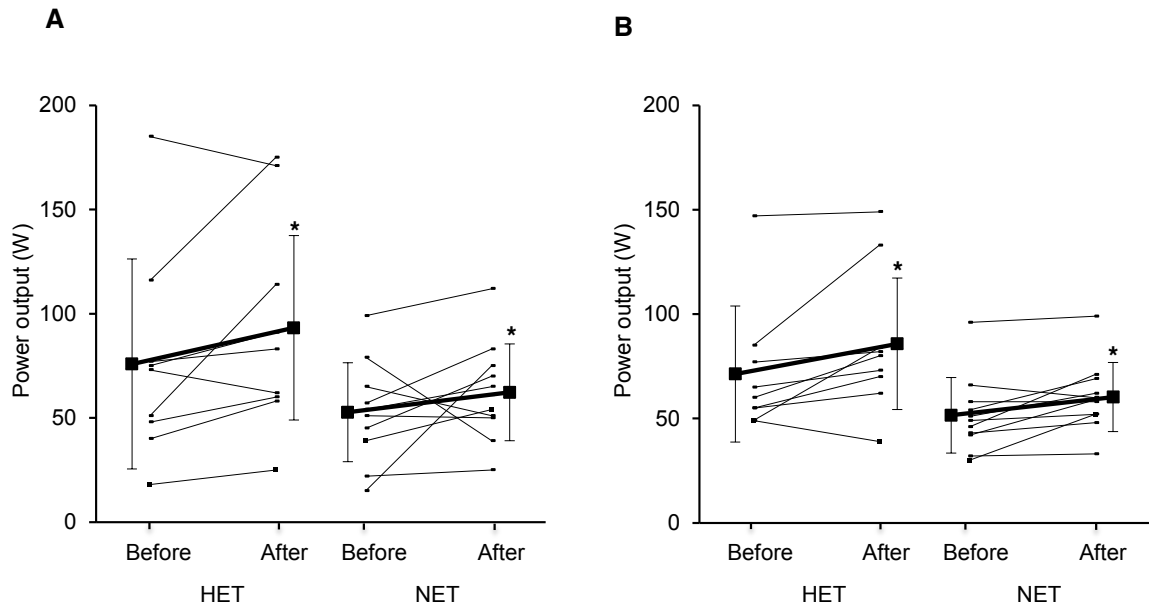 A
Power output (W)
200
150
100
50
0
*
*
Before After Before After
HET NET
B
Power output (W)
200
150
100
50
0
*
*
Before After Before After
HET NET